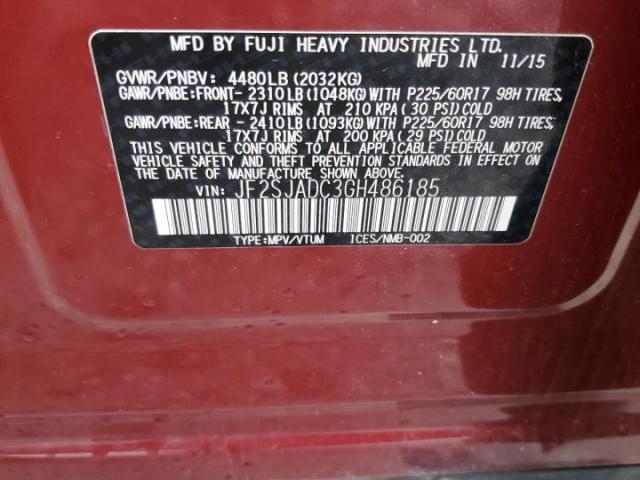 MFD BY FUJI HEAVY INDUSTRIES LTD.
MFD IN 11/15
GVWR/PNBV: 4480LB (2032KG)
GAWR/PNBE:FRONT- 2310LB (1048KG)WITH P225/60R17 98H TIRES,
17X7J RIMS AT 210 KPA (30 PSI)COLD
GAWR/PNBE:REAR - 2410LB (1093KG)WITH P225/60R17 98H TIRES,
17X7J RIMS AT 200 KPA (29 PSI)COLD
THIS VEHICLE CONFORMS TO ALL APPLICABLE FEDERAL MOTOR
VEHICLE SAFETY AND THEFT PREVENTION STANDARDS IN EFFECT ON
THE DATE OF MANUFACTURE SHOWN ABOVE.
VIN: JF2SJADC3GH486185
TYPE:MPV/VTUM ICES/NMB-002